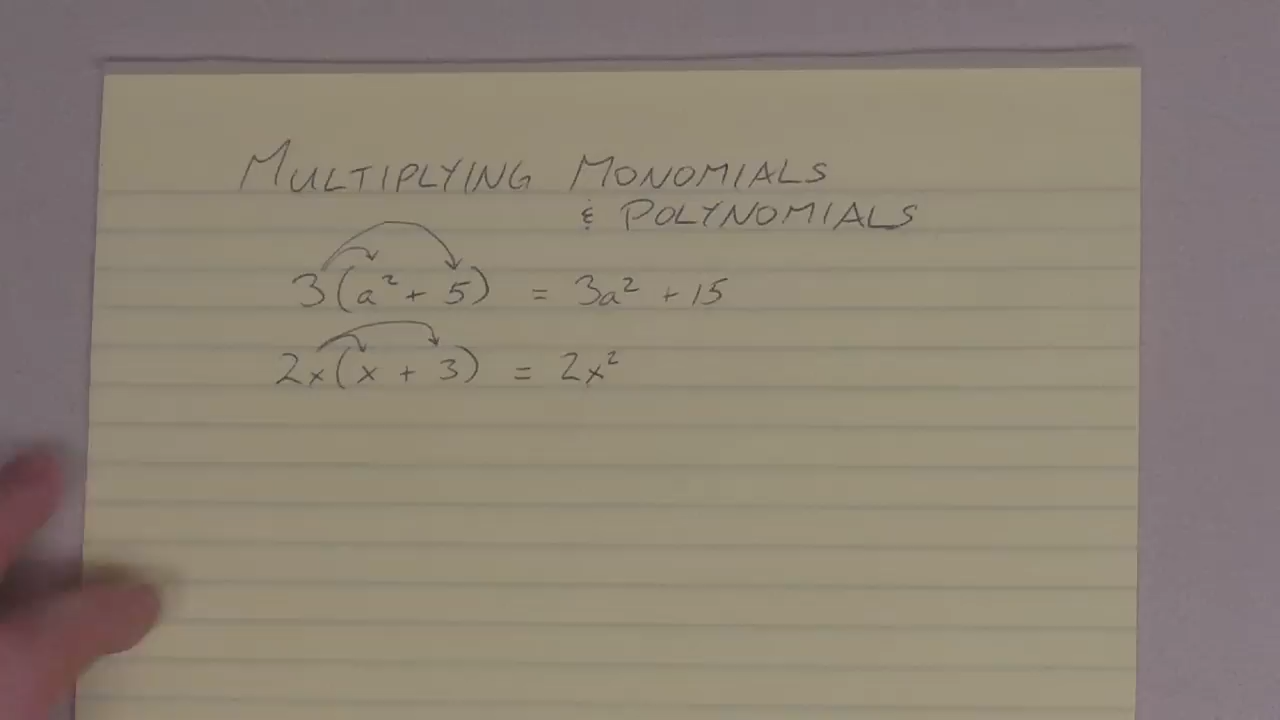 MULTIPLYING MONOMIALS
& POLYNOMIALS
3(a² + 5) = 3a² + 15
2x(x + 3) = 2x²